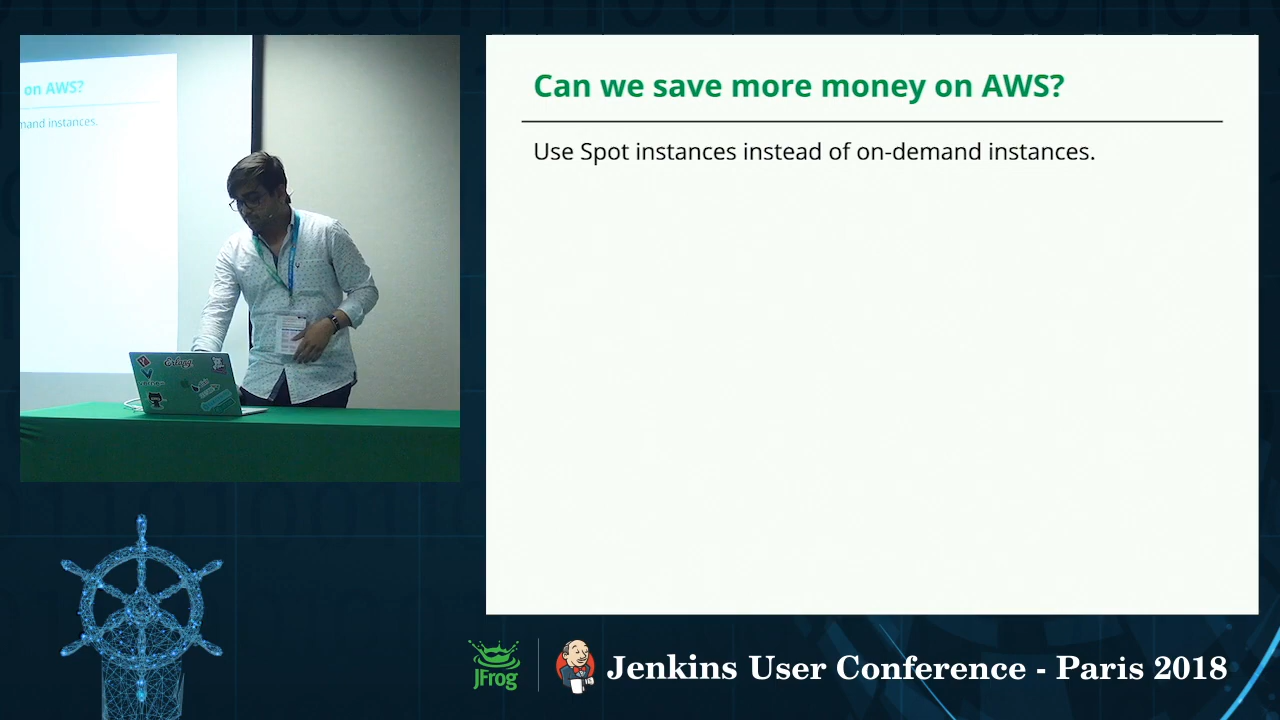 on AWS?
mand instances.
Can we save more money on AWS?
Use Spot instances instead of on-demand instances.
JFrog
Jenkins User Conference - Paris 2018